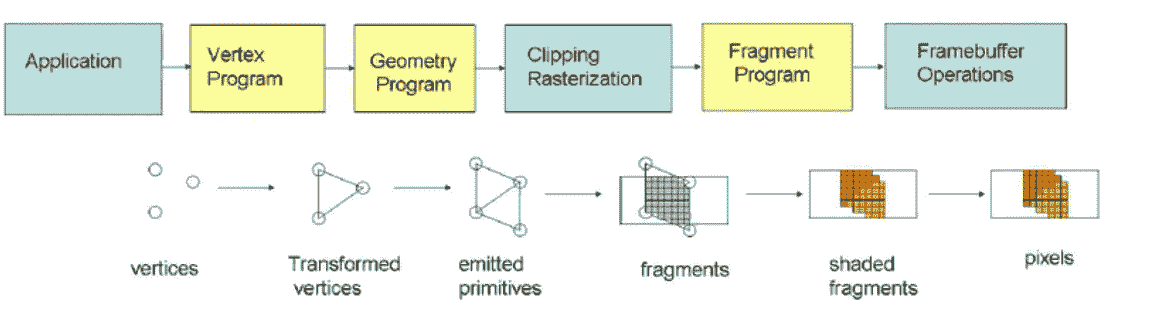 Application
Vertex
Program
Geometry
Program
Clipping
Rasterization
Fragment
Program
Framebuffer
Operations
vertices
Transformed
vertices
emitted
primitives
fragments
shaded
fragments
pixels